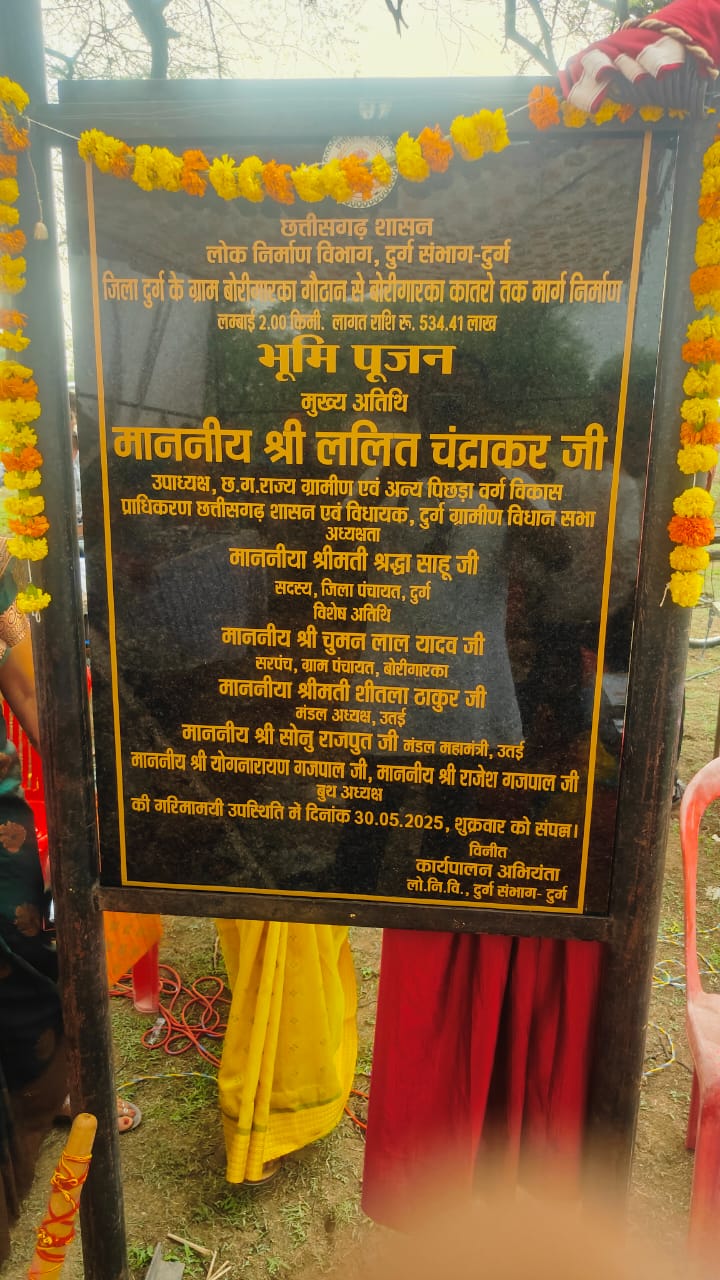 छत्तीसगढ़ शासन
लोक निर्माण विभाग, दुर्ग संभाग-दुर्ग
जिला दुर्ग के ग्राम बोरीगारका गौठान से बोरीगारका कातरो तक मार्ग निर्माण
लम्बाई 2.00 किमी. लागत राशि रू. 534.41 लाख
भूमि पूजन
मुख्य अतिथि
माननीय श्री ललित चंद्राकर जी
उपाध्यक्ष, छ.ग.राज्य ग्रामीण एवं अन्य पिछड़ा वर्ग विकास
प्राधिकरण छत्तीसगढ़ शासन एवं विधायक, दुर्ग ग्रामीण विधान सभा
अध्यक्षता
माननीया श्रीमती श्रद्धा साहू जी
सदस्य, जिला पंचायत, दुर्ग
विशेष अतिथि
माननीय श्री चुमन लाल यादव जी
सरपंच, ग्राम पंचायत, बोरीगारका
माननीया श्रीमती शीतला ठाकुर जी
मंडल अध्यक्ष, उतई
माननीय श्री सोनु राजपुत जी मंडल महामंत्री, उतई
माननीय श्री योगनारायण गजपाल जी, माननीय श्री राजेश गजपाल जी
बुथ अध्यक्ष
की गरिमामयी उपस्थिति में दिनांक 30.05.2025, शुक्रवार को संपन्न।
विनीत
कार्यपालन अभियंता
लो.नि.वि., दुर्ग संभाग- दुर्ग